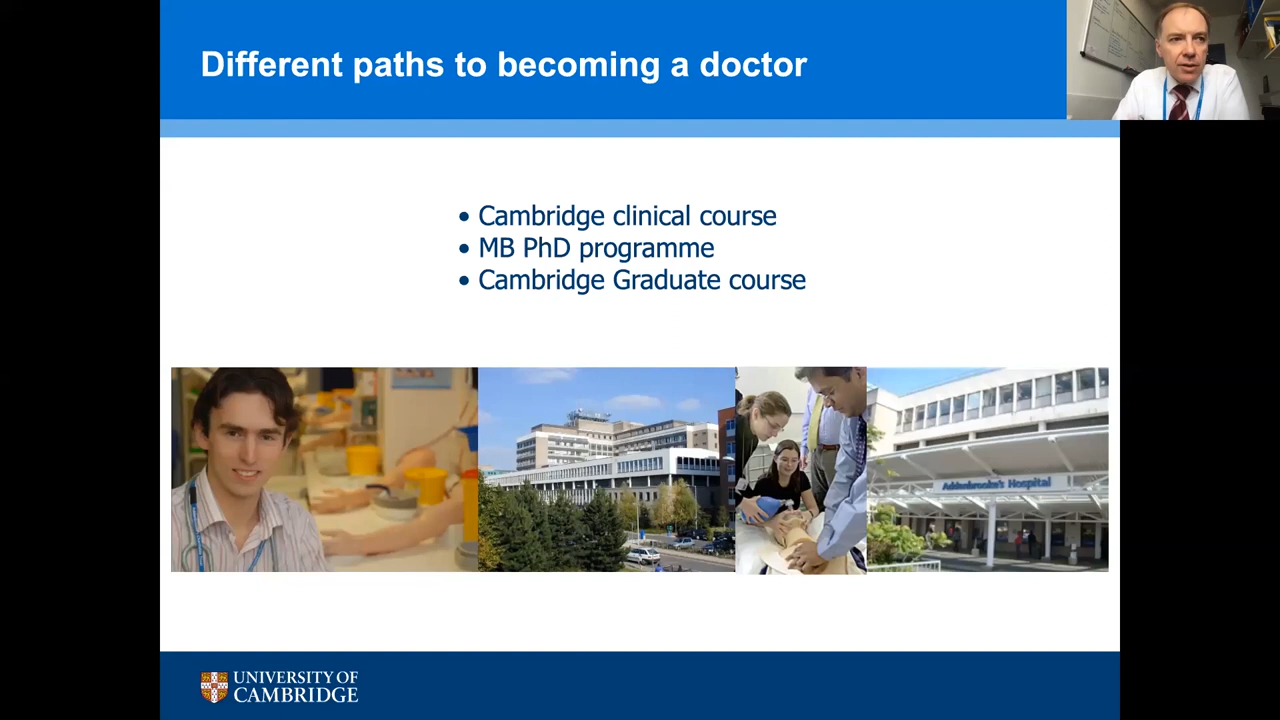 Different paths to becoming a doctor
• Cambridge clinical course
• MB PhD programme
• Cambridge Graduate course
Addenbrooke's Hospital
UNIVERSITY OF
CAMBRIDGE